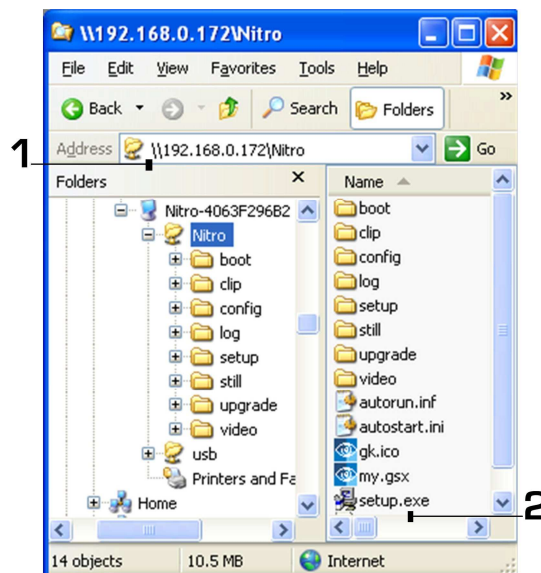 \\192.168.0.172\Nitro
File Edit View Favorites Tools Help
Back Search Folders »
1
Address \\192.168.0.172\Nitro Go
Folders
Nitro-4063F296B2
Nitro
boot
clip
config
log
setup
still
upgrade
video
usb
Printers and Fa
Home
Name
boot
clip
config
log
setup
still
upgrade
video
autorun.inf
autostart.ini
gk.ico
my.gsx
setup.exe
2
14 objects 10.5 MB Internet